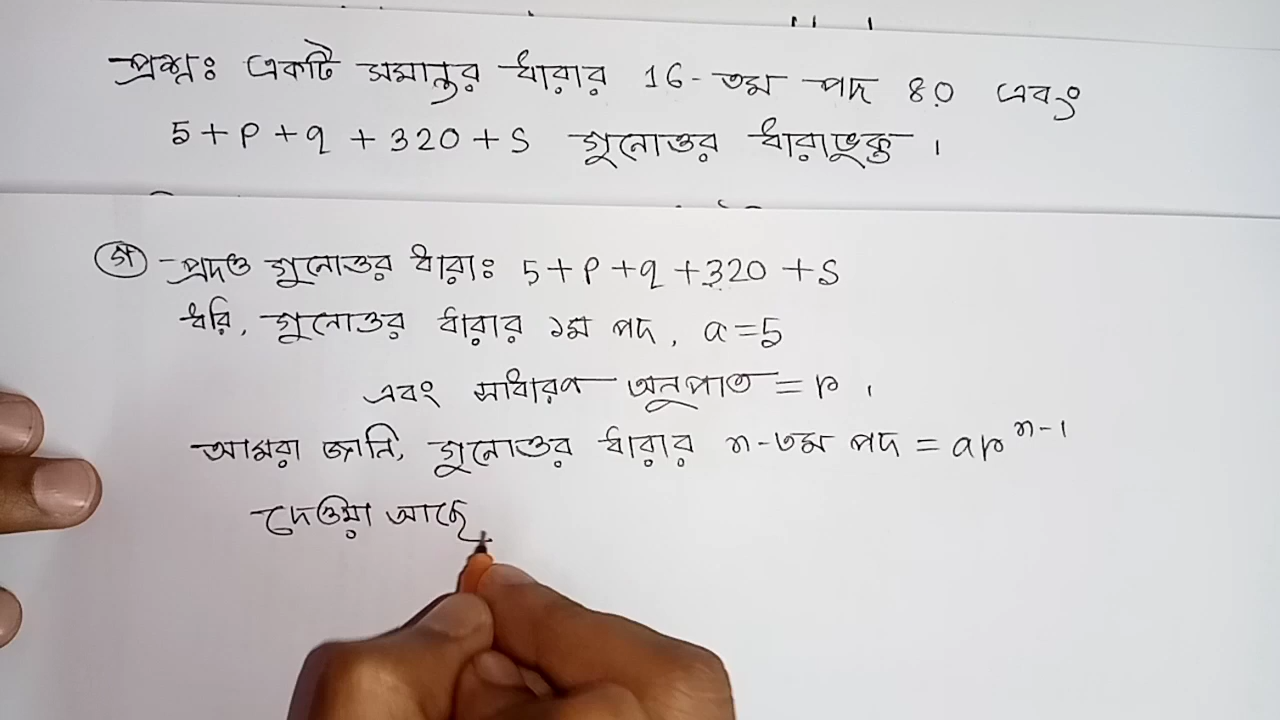 প্রশ্নঃ একটি সমান্তর ধারার 16-তম পদ 80 এবং
5+p+q+320+s গুনোত্তর ধারাভুক্ত।
গ প্রদত্ত গুনোত্তর ধারাঃ 5+p+q+320+s
ধরি, গুনোত্তর ধারার ১ম পদ, a=5
এবং সাধারণ অনুপাত = r।
আমরা জানি, গুনোত্তর ধারার n-তম পদ = ar^{n-1}
দেওয়া আছে,